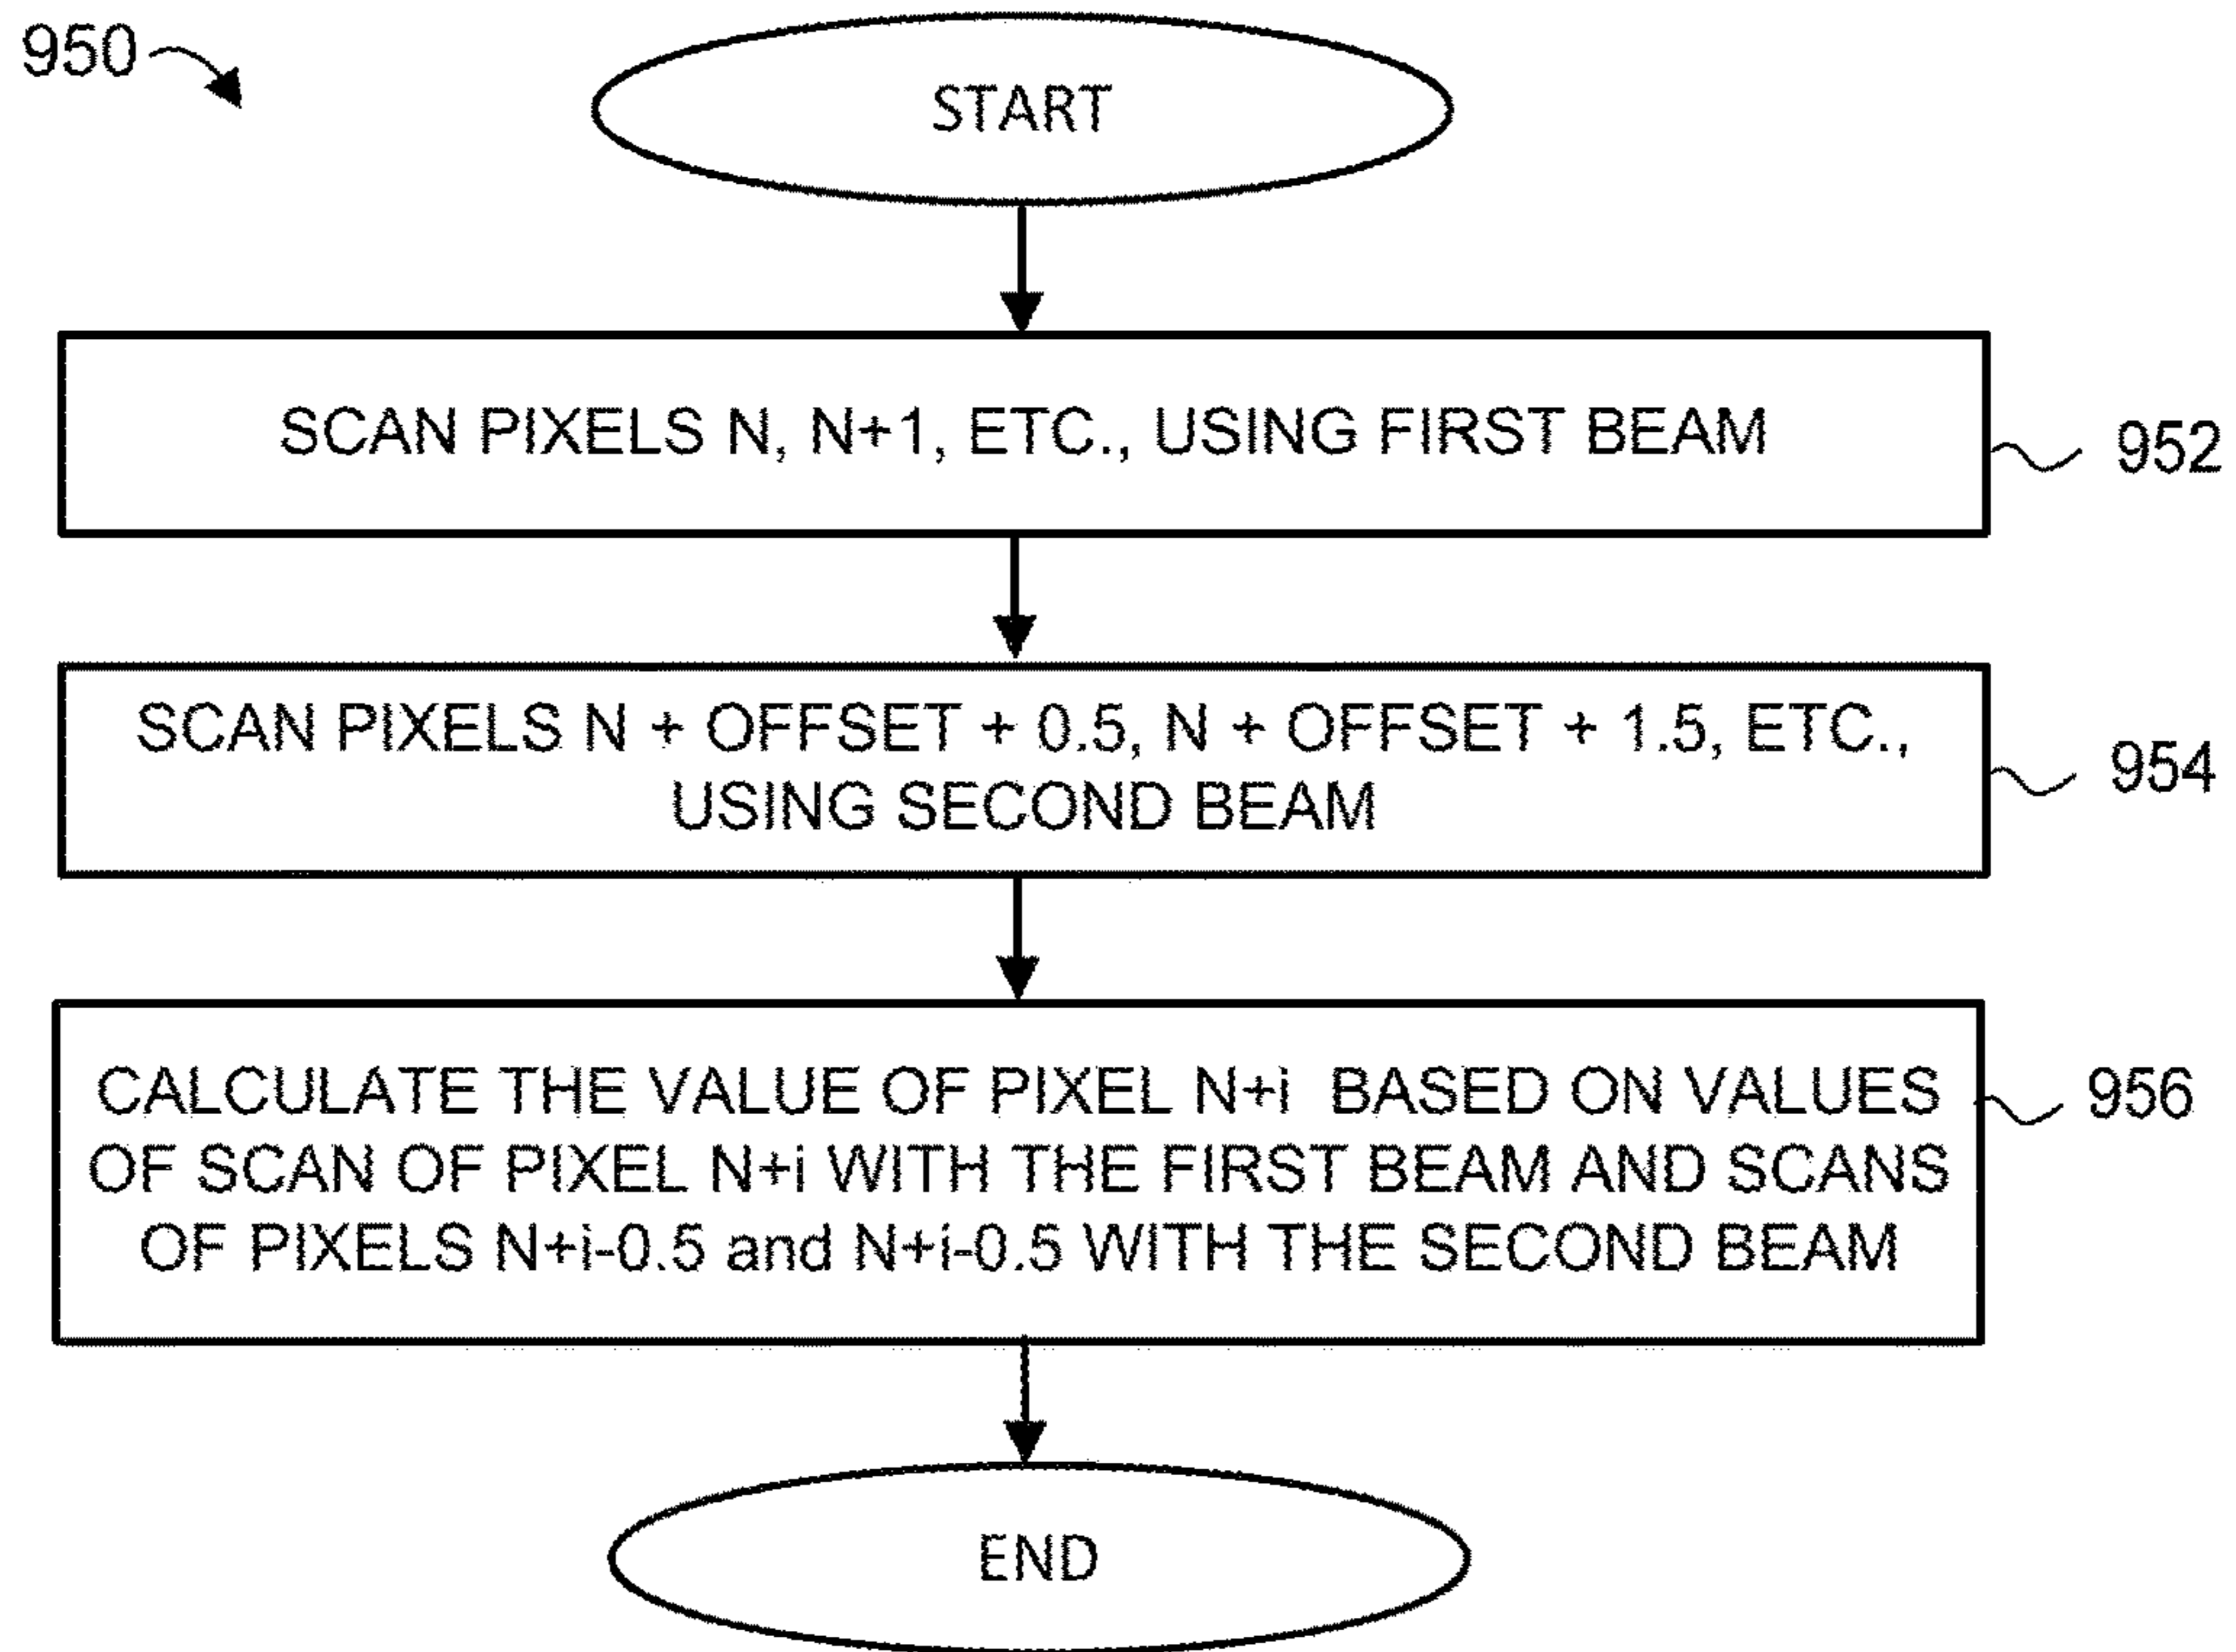 950
START
SCAN PIXELS N, N+1, ETC., USING FIRST BEAM
952
SCAN PIXELS N + OFFSET + 0.5, N + OFFSET + 1.5, ETC.,
USING SECOND BEAM
954
CALCULATE THE VALUE OF PIXEL N+i BASED ON VALUES
OF SCAN OF PIXEL N+i WITH THE FIRST BEAM AND SCANS
OF PIXELS N+i-0.5 and N+i-0.5 WITH THE SECOND BEAM
956
END